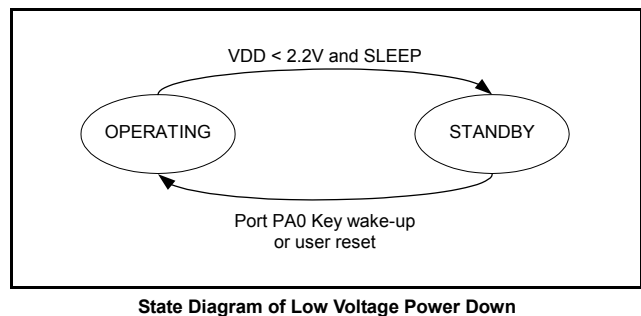 VDD < 2.2V and SLEEP
OPERATING
STANDBY
Port PA0 Key wake-up
or user reset
State Diagram of Low Voltage Power Down